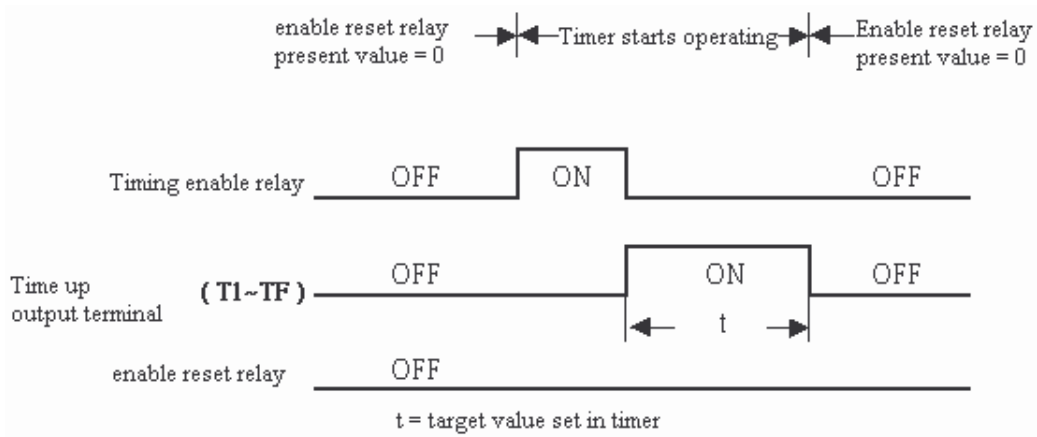 enable reset relay
present value = 0
Timer starts operating
Enable reset relay
present value = 0
Timing enable relay
OFF
ON
OFF
Time up
output terminal
( T1~TF )
OFF
ON
OFF
t
enable reset relay
OFF
t = target value set in timer